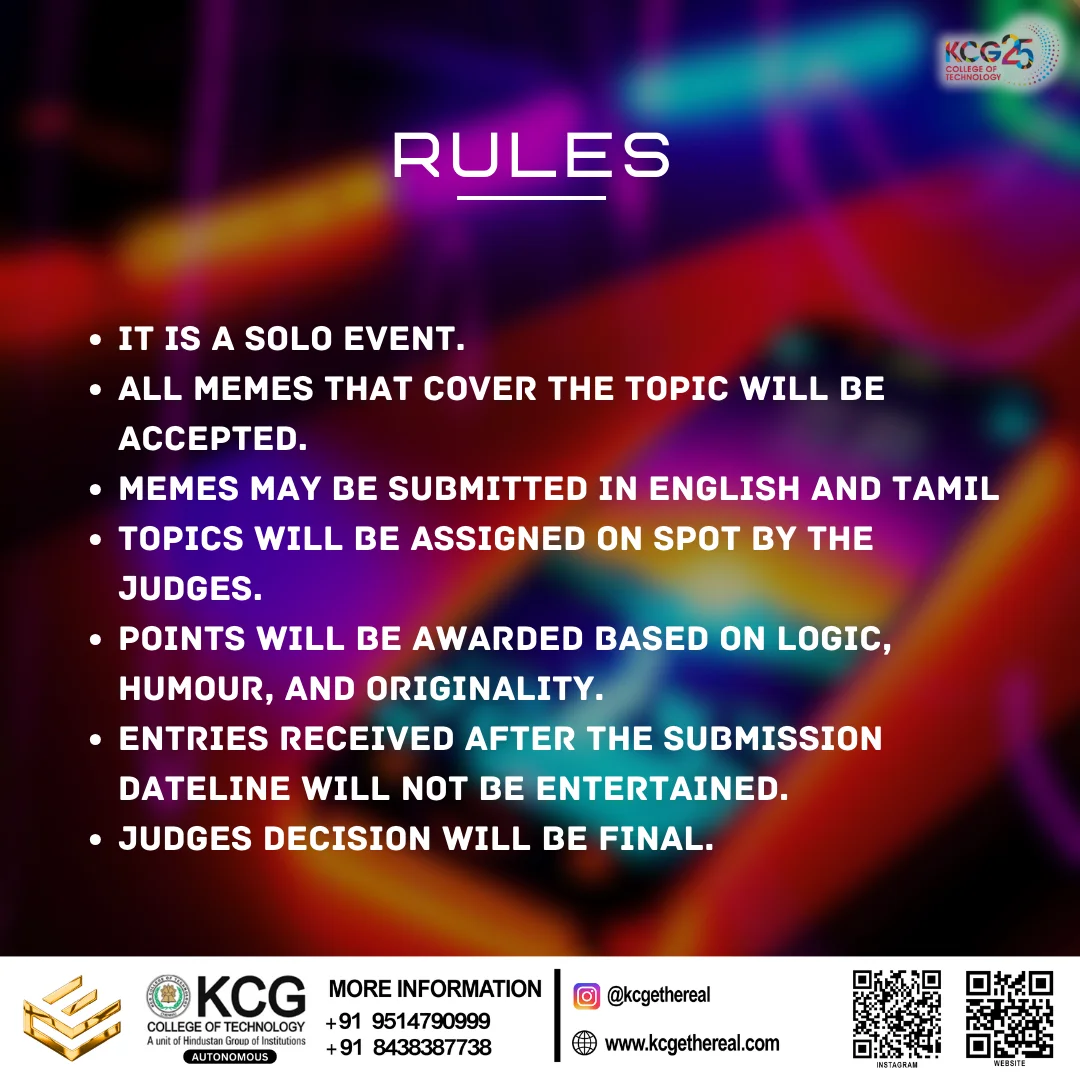 KCG25
COLLEGE OF
TECHNOLOGY
RULES
• IT IS A SOLO EVENT.
• ALL MEMES THAT COVER THE TOPIC WILL BE
ACCEPTED.
• MEMES MAY BE SUBMITTED IN ENGLISH AND TAMIL
• TOPICS WILL BE ASSIGNED ON SPOT BY THE
JUDGES.
• POINTS WILL BE AWARDED BASED ON LOGIC,
HUMOUR, AND ORIGINALITY.
• ENTRIES RECEIVED AFTER THE SUBMISSION
DATELINE WILL NOT BE ENTERTAINED.
• JUDGES DECISION WILL BE FINAL.
KCG
COLLEGE OF TECHNOLOGY
A unit of Hindustan Group of Institutions
AUTONOMOUS
MORE INFORMATION
+91 9514790999
+91 8438387738
@kcgethereal
www.kcgethereal.com
INSTAGRAM
WEBSITE